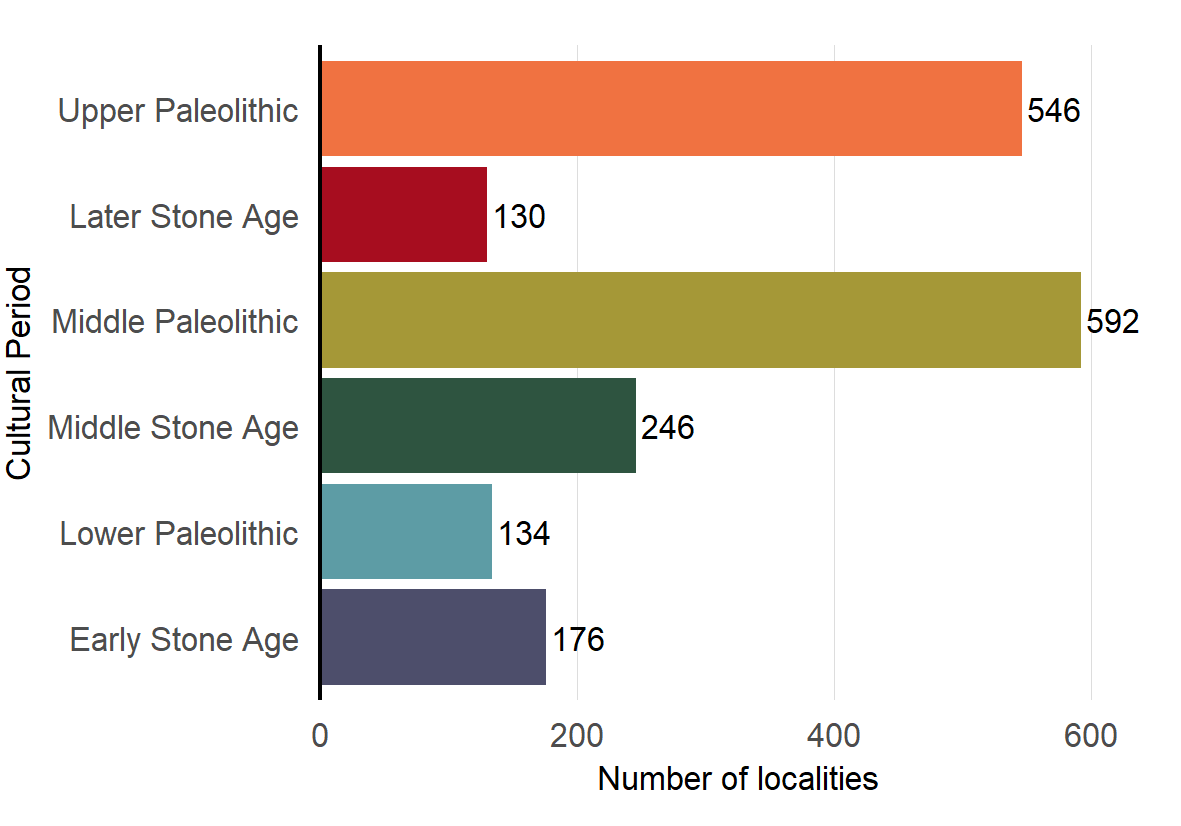 Upper Paleolithic
546
Later Stone Age
130
Middle Paleolithic
592
Middle Stone Age
246
Lower Paleolithic
134
Early Stone Age
176
Cultural Period
0 200 400 600
Number of localities